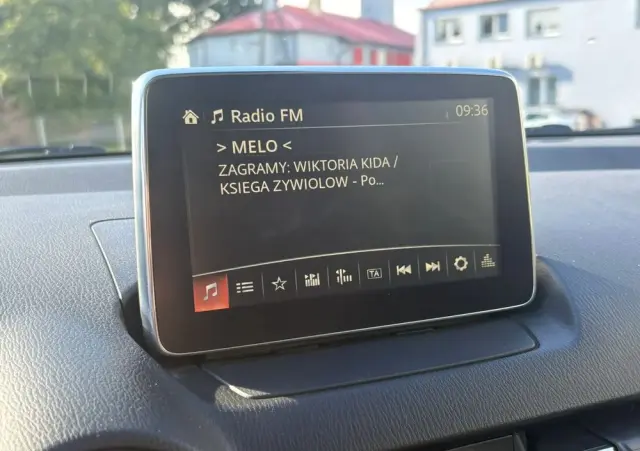 Radio FM 09:36
> MELO <
ZAGRAMY: WIKTORIA KIDA /
KSIEGA ZYWIOLOW - Po...
TA